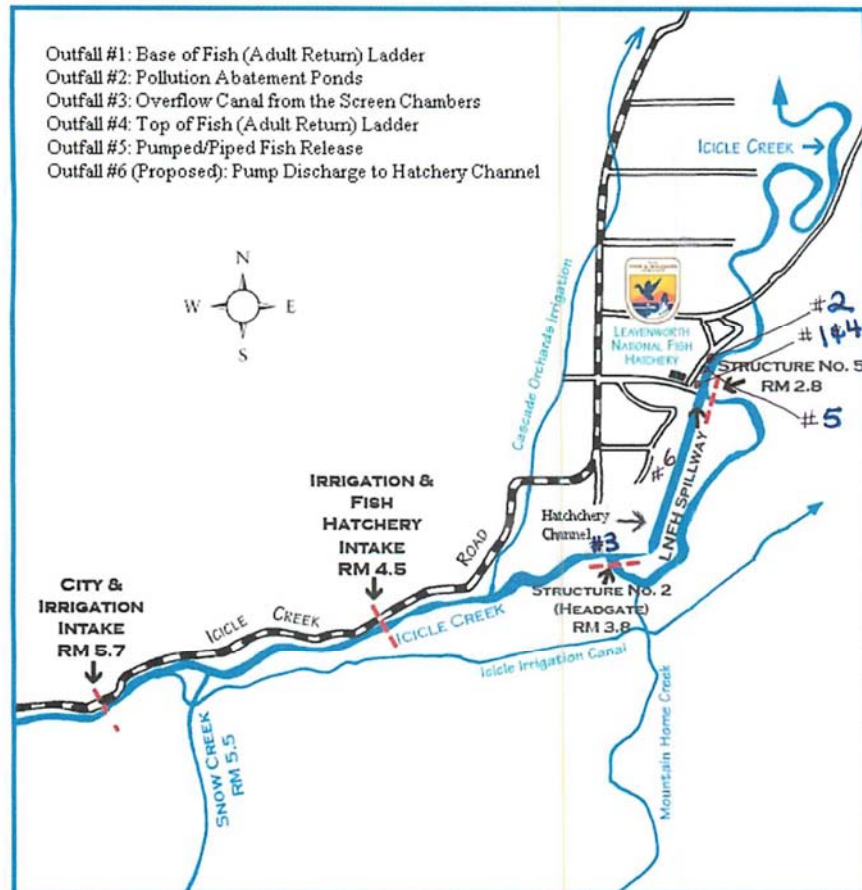 Outfall #1: Base of Fish (Adult Return) Ladder
Outfall #2: Pollution Abatement Ponds
Outfall #3: Overflow Canal from the Screen Chambers
Outfall #4: Top of Fish (Adult Return) Ladder
Outfall #5: Pumped/Piped Fish Release
Outfall #6 (Proposed): Pump Discharge to Hatchery Channel
ICICLE CREEK
N
W
E
S
Cascade Orchards Irrigation
LEAVENWORTH
NATIONAL FISH
HATCHERY
#2
#1&4
STRUCTURE NO. 5
RM 2.8
#5
#6
LNFH SPILLWAY
IRRIGATION &
FISH
HATCHERY
INTAKE
RM 4.5
Hatchchery
Channel
#3
STRUCTURE NO. 2
(HEADGATE)
RM 3.8
CITY &
IRRIGATION
INTAKE
RM 5.7
ICICLE CREEK ROAD
ICICLE CREEK
Icicle Irrigation Canal
SNOW CREEK
RM 5.5
Mountain Home Creek